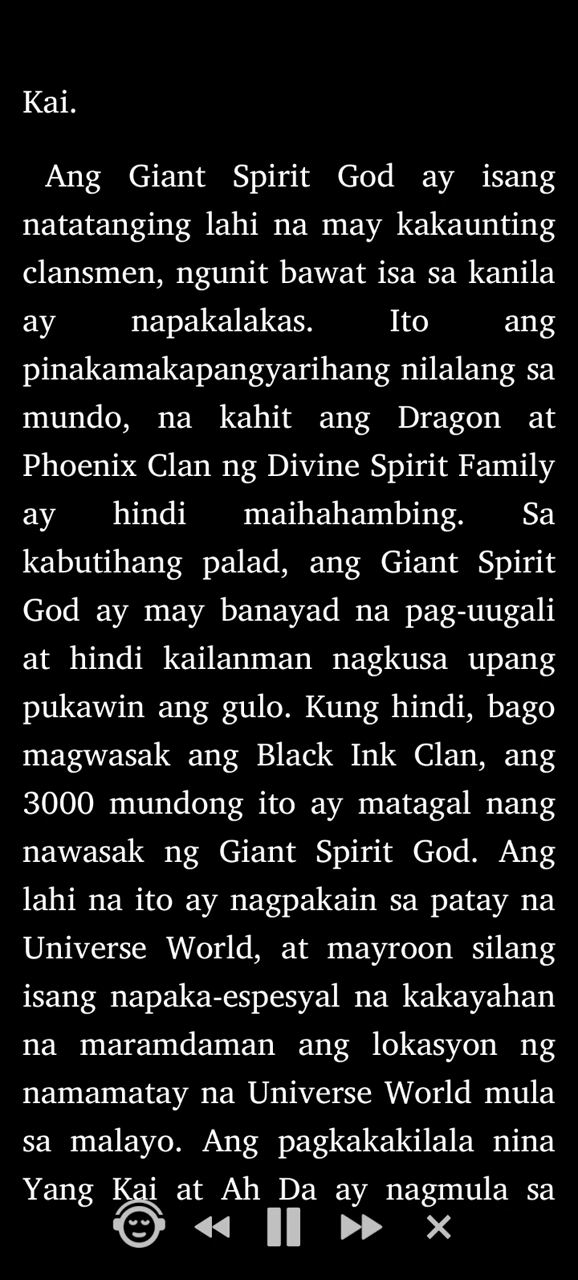 Kai.
Ang Giant Spirit God ay isang
natatanging lahi na may kakaunting
clansmen, ngunit bawat isa sa kanila
ay napakalakas. Ito ang
pinakamakapangyarihang nilalang sa
mundo, na kahit ang Dragon at
Phoenix Clan ng Divine Spirit Family
ay hindi maihahambing. Sa
kabutihang palad, ang Giant Spirit
God ay may banayad na pag-uugali
at hindi kailanman nagkusa upang
pukawin ang gulo. Kung hindi, bago
magwasak ang Black Ink Clan, ang
3000 mundong ito ay matagal nang
nawasak ng Giant Spirit God. Ang
lahi na ito ay nagpakain sa patay na
Universe World, at mayroon silang
isang napaka-espesyal na kakayahan
na maramdaman ang lokasyon ng
namamatay na Universe World mula
sa malayo. Ang pagkakakilala nina
Yang Kai at Ah Da ay nagmula sa